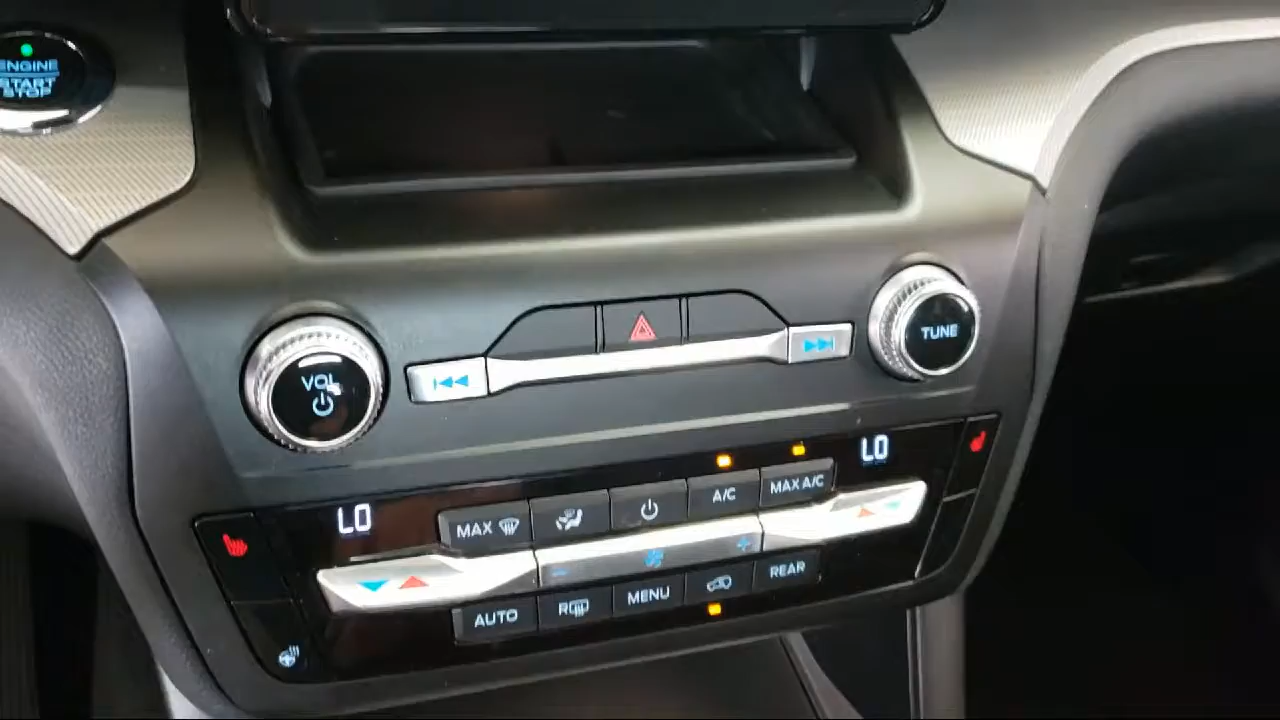 ENGINE
START
STOP
VOL
TUNE
LO
LO
MAX
A/C
MAX A/C
AUTO
R
MENU
REAR